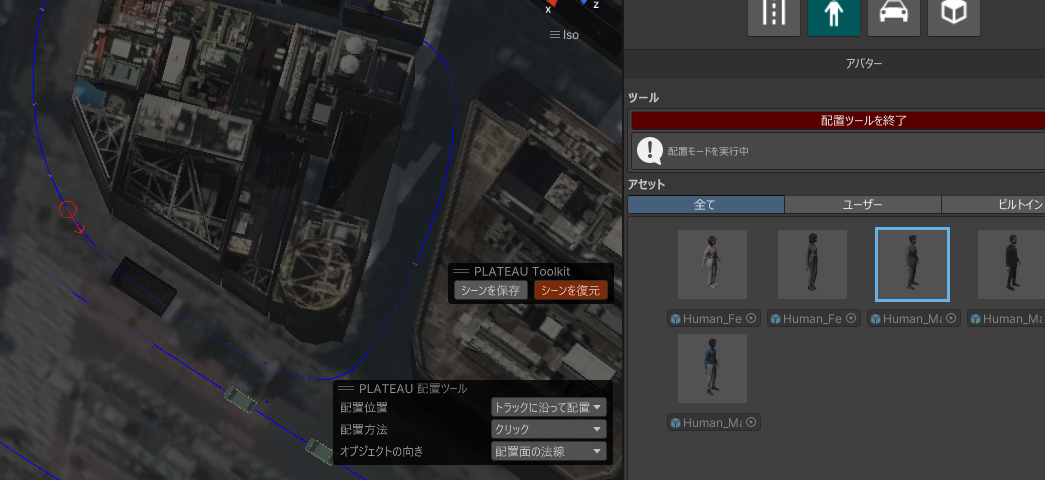 x
z
Iso
アバター
ツール
配置ツールを終了
配置モードを実行中
アセット
全て
ユーザー
ビルトイン
PLATEAU Toolkit
シーンを保存
シーンを復元
Human_Fe
Human_Fe
Human_Ma
Human_Ma
Human_Ma
PLATEAU 配置ツール
配置位置
トラックに沿って配置
配置方法
クリック
オブジェクトの向き
配置面の法線